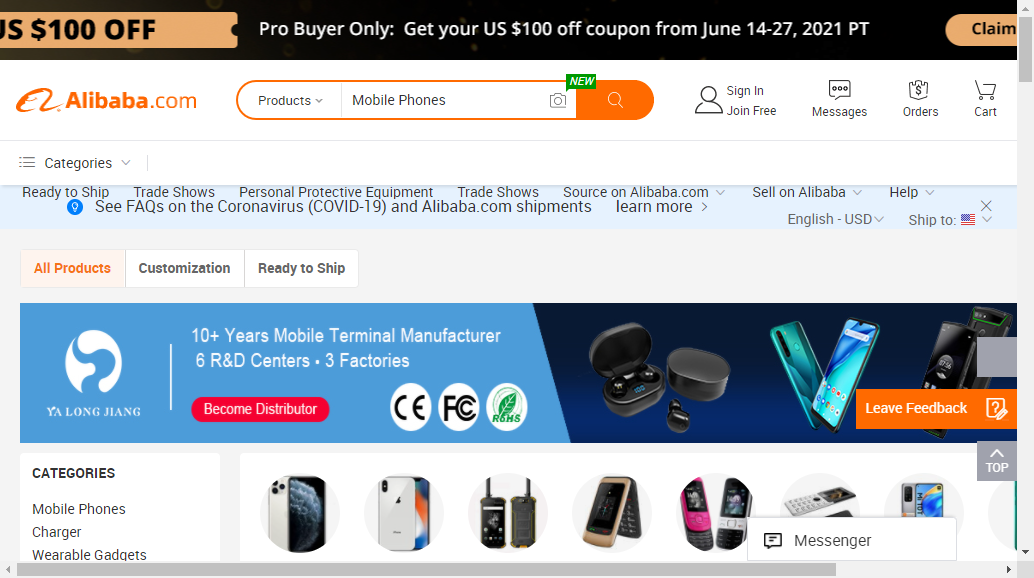 US $100 OFF
Pro Buyer Only: Get your US $100 off coupon from June 14-27, 2021 PT
Claim
Alibaba.com
Products
Mobile Phones
NEW
Sign In
Join Free
Messages
Orders
Cart
Categories
Ready to Ship
Trade Shows
Personal Protective Equipment
Trade Shows
Source on Alibaba.com
Sell on Alibaba
Help
See FAQs on the Coronavirus (COVID-19) and Alibaba.com shipments
learn more
English - USD
Ship to:
All Products
Customization
Ready to Ship
10+ Years Mobile Terminal Manufacturer
6 R&D Centers • 3 Factories
YA LONG JIANG
Become Distributor
CE
FC
RoHS
Leave Feedback
TOP
CATEGORIES
Mobile Phones
Charger
Wearable Gadgets
Messenger